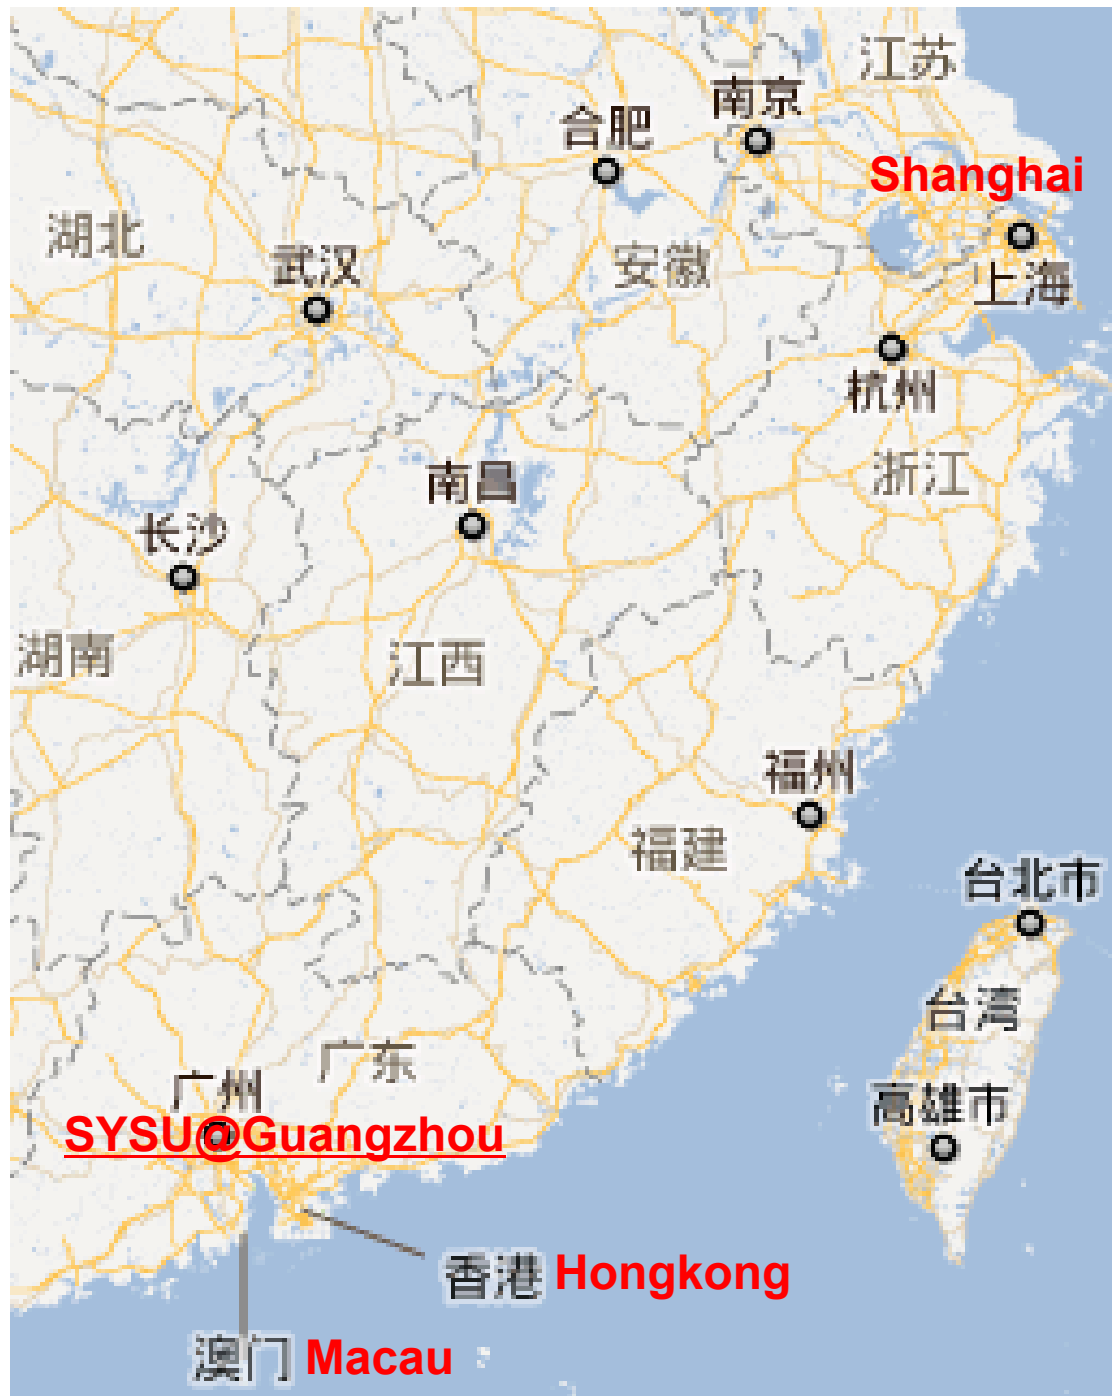 江苏
南京
合肥
Shanghai
湖北
武汉
安徽
上海
杭州
浙江
南昌
长沙
湖南
江西
福州
福建
台北市
台湾
广东
广州
高雄市
SYSU@Guangzhou
香港 Hongkong
澳门 Macau